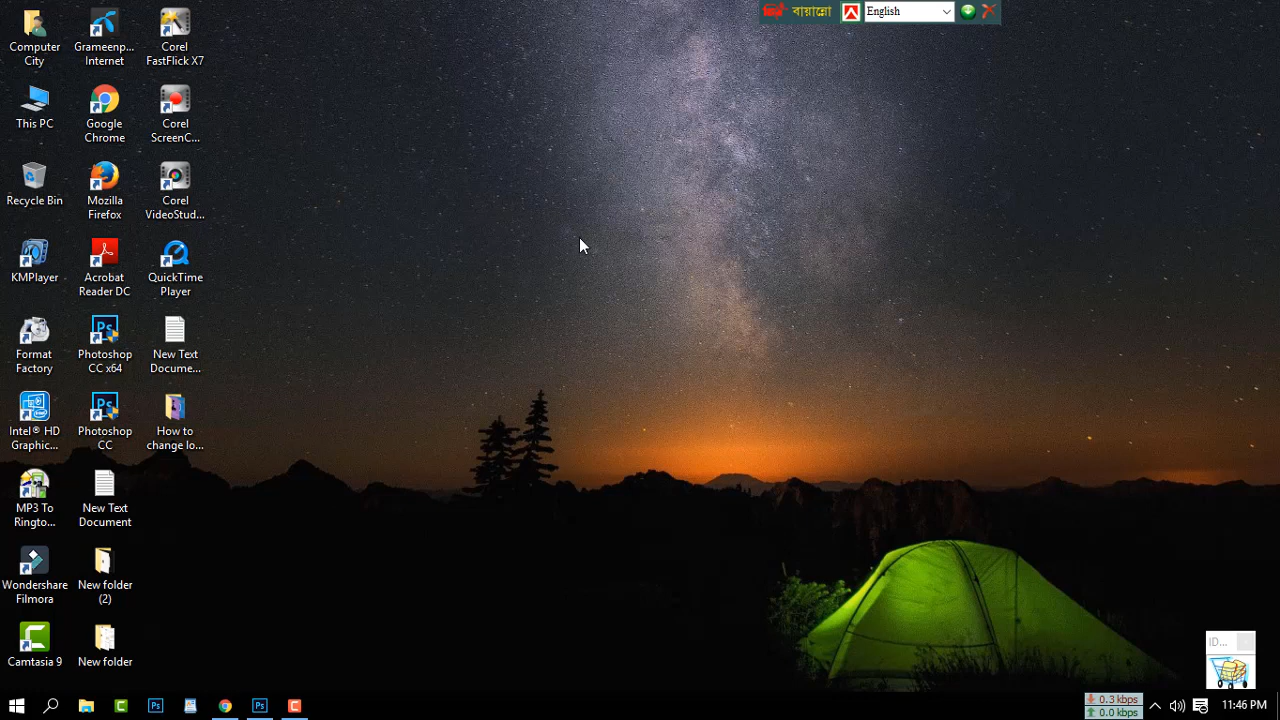 বায়ান্নো
English
Computer
City
Grameenp...
Internet
Corel
FastFlick X7
This PC
Google
Chrome
Corel
ScreenC...
Recycle Bin
Mozilla
Firefox
Corel
VideoStud...
KMPlayer
Acrobat
Reader DC
QuickTime
Player
Format
Factory
Photoshop
CC x64
New Text
Docume...
Intel® HD
Graphic...
Photoshop
CC
How to
change lo...
MP3 To
Ringto...
New Text
Document
Wondershare
Filmora
New folder
(2)
Camtasia 9
New folder
ID...
0.3 kbps
0.0 kbps
11:46 PM